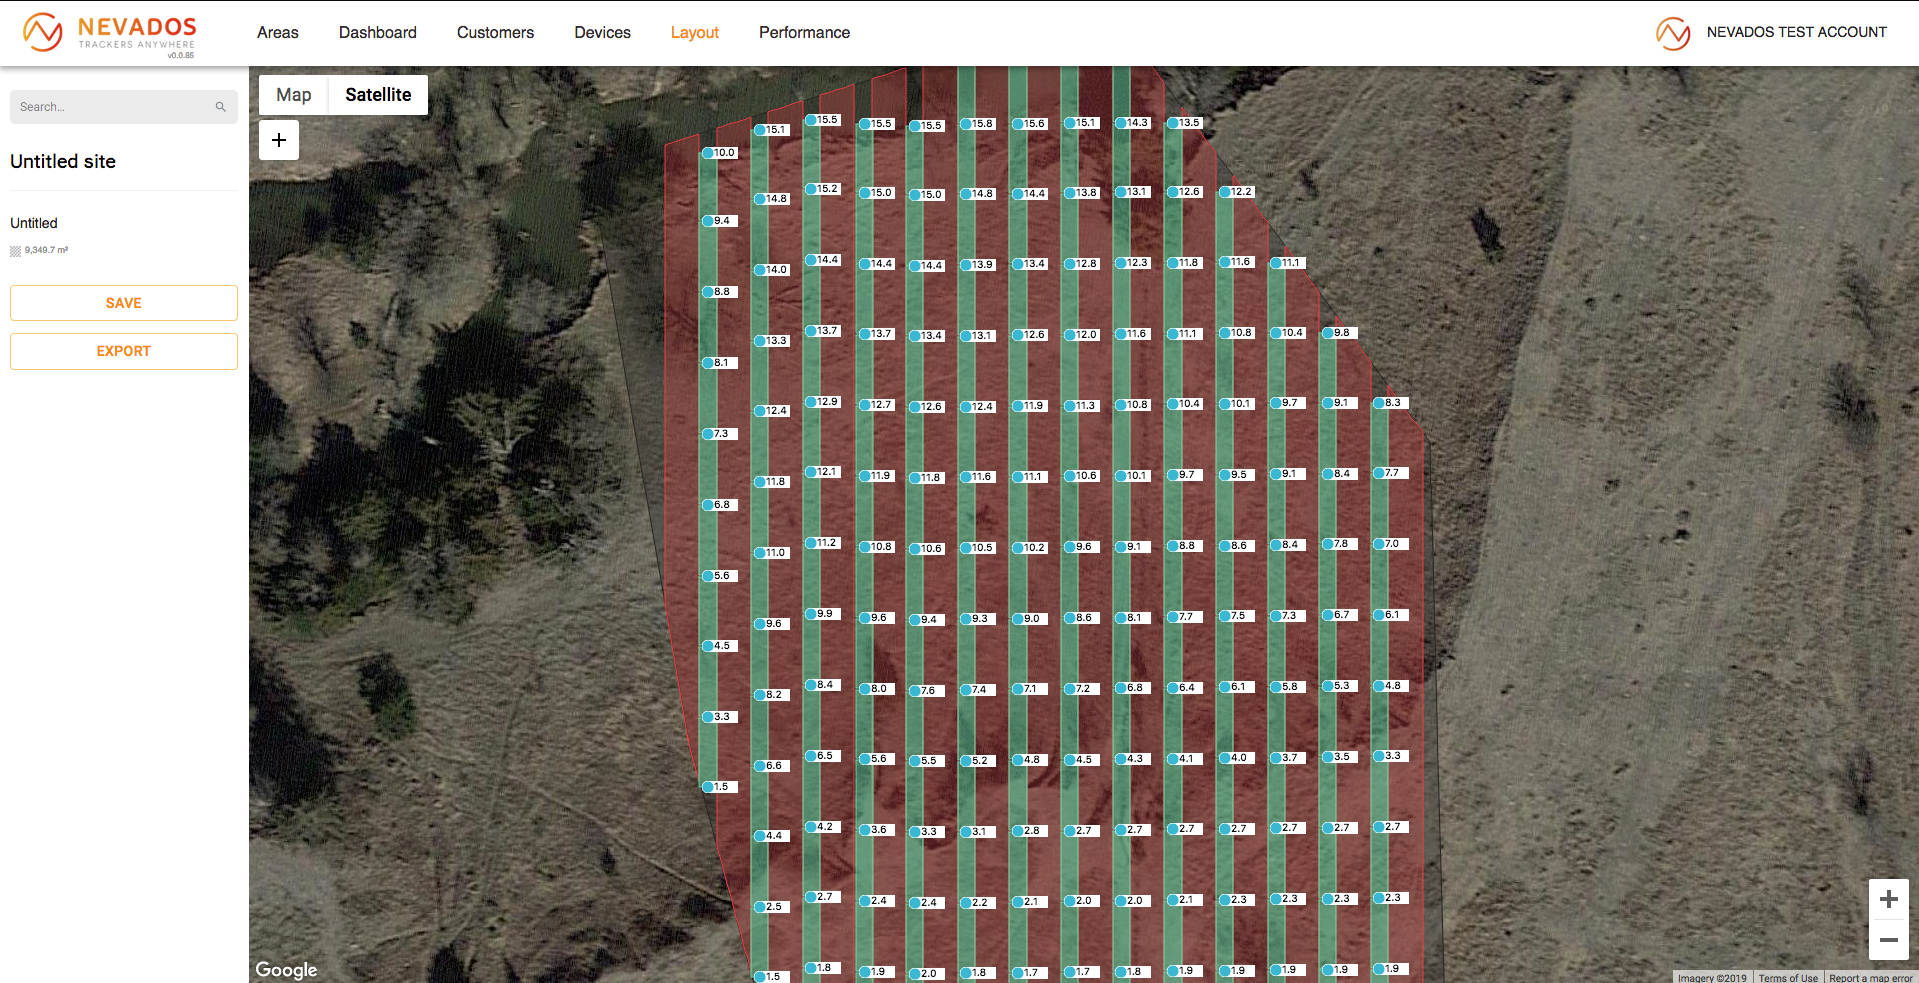 NEVADOS
TRACKERS ANYWHERE
v0.0.85
Areas Dashboard Customers Devices Layout Performance
NEVADOS TEST ACCOUNT
Search...
Untitled site
Untitled
9,349.7 m²
SAVE
EXPORT
Map Satellite
+
15.1 15.5 15.5 15.5 15.8 15.6 15.1 14.3 13.5
10.0
14.8 15.2 15.0 15.0 14.8 14.4 13.8 13.1 12.6 12.2
9.4
14.0 14.4 14.4 14.4 13.9 13.4 12.8 12.3 11.8 11.6 11.1
8.8
13.3 13.7 13.7 13.4 13.1 12.6 12.0 11.6 11.1 10.8 10.4 9.8
8.1
12.4 12.9 12.7 12.6 12.4 11.9 11.3 10.8 10.4 10.1 9.7 9.1 8.3
7.3
11.8 12.1 11.9 11.8 11.6 11.1 10.6 10.1 9.7 9.5 9.1 8.4 7.7
6.8
11.0 11.2 10.8 10.6 10.5 10.2 9.6 9.1 8.8 8.6 8.4 7.8 7.0
5.6
9.6 9.9 9.6 9.4 9.3 9.0 8.6 8.1 7.7 7.5 7.3 6.7 6.1
4.5
8.2 8.4 8.0 7.6 7.4 7.1 7.2 6.8 6.4 6.1 5.8 5.3 4.8
3.3
6.6 6.5 5.6 5.5 5.2 4.8 4.5 4.3 4.1 4.0 3.7 3.5 3.3
1.5
4.4 4.2 3.6 3.3 3.1 2.8 2.7 2.7 2.7 2.7 2.7 2.7 2.7
2.5 2.7 2.4 2.4 2.2 2.1 2.0 2.0 2.1 2.3 2.3 2.3 2.3
1.5 1.8 1.9 2.0 1.8 1.7 1.7 1.8 1.9 1.9 1.9 1.9 1.9
Google
Imagery ©2019 Terms of Use Report a map error